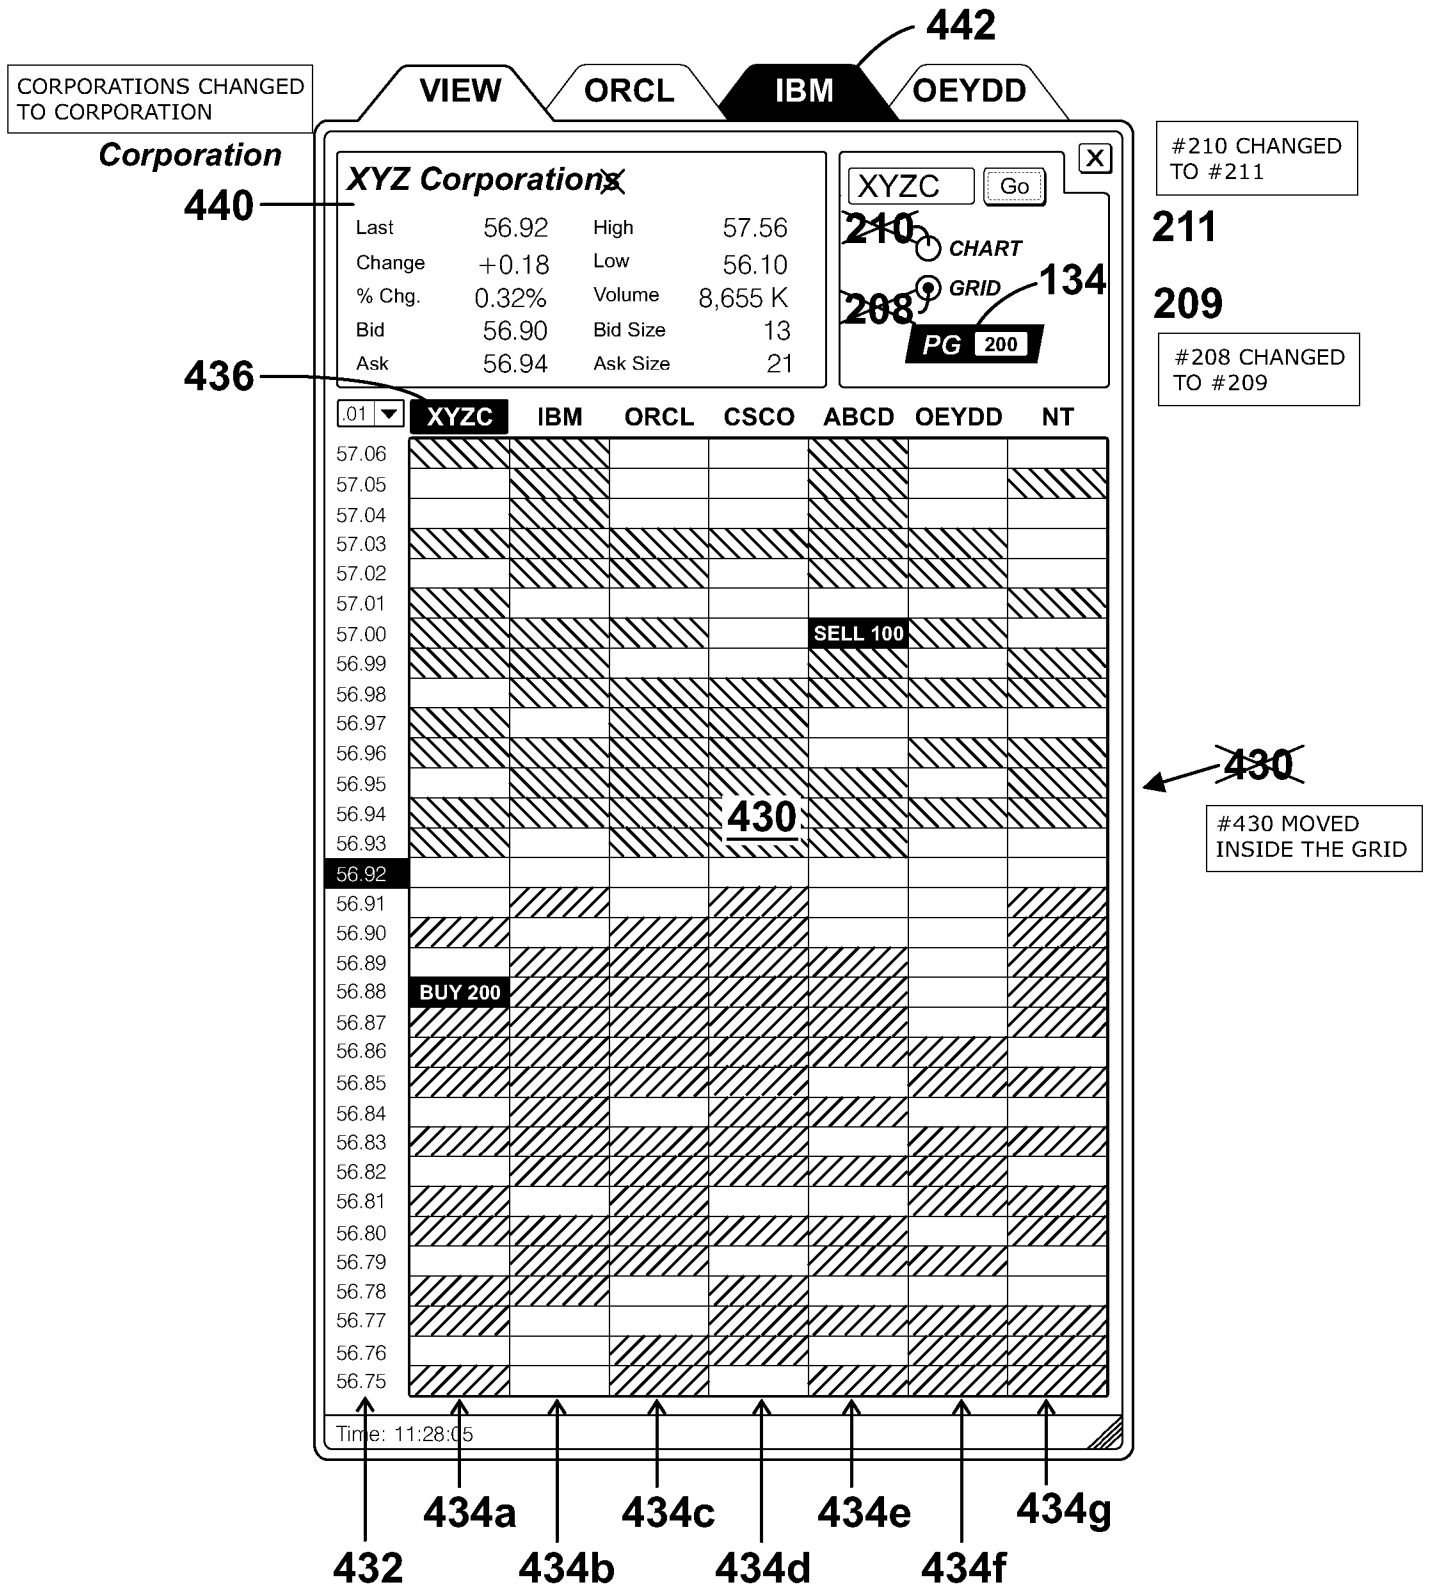 442
VIEW ORCL IBM OEYDD
CORPORATIONS CHANGED
TO CORPORATION
Corporation
#210 CHANGED
TO #211
X
XYZ Corporations
440
XYZC Go
Last 56.92 High 57.56
Change +0.18 Low 56.10
% Chg. 0.32% Volume 8,655 K
Bid 56.90 Bid Size 13
Ask 56.94 Ask Size 21
210
CHART
211
GRID
134
208
209
PG 200
#208 CHANGED
TO #209
436
.01 XYZC IBM ORCL CSCO ABCD OEYDD NT
57.06
57.05
57.04
57.03
57.02
57.01
57.00 SELL 100
56.99
56.98
56.97
56.96
430
56.95
56.94 430
#430 MOVED
INSIDE THE GRID
56.93
56.92
56.91
56.90
56.89
56.88 BUY 200
56.87
56.86
56.85
56.84
56.83
56.82
56.81
56.80
56.79
56.78
56.77
56.76
56.75
Time: 11:28:05
434a 434c 434e 434g
432 434b 434d 434f